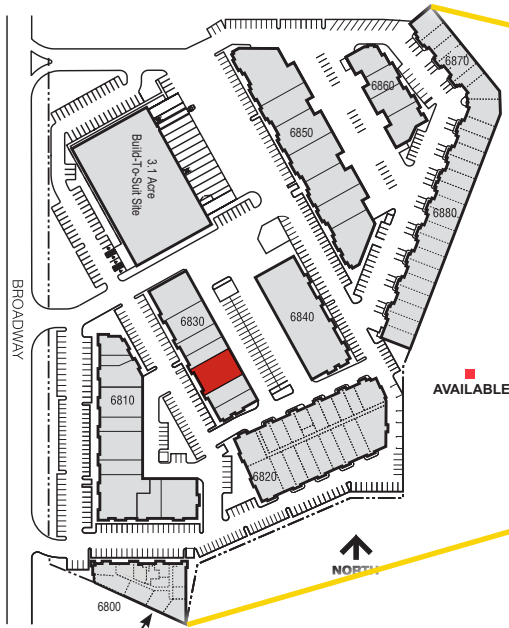 6870
6860
6850
3.1 Acre
Build-To-Suit Site
6880
BROADWAY
6830
6840
AVAILABLE
6810
6820
NORTH
6800